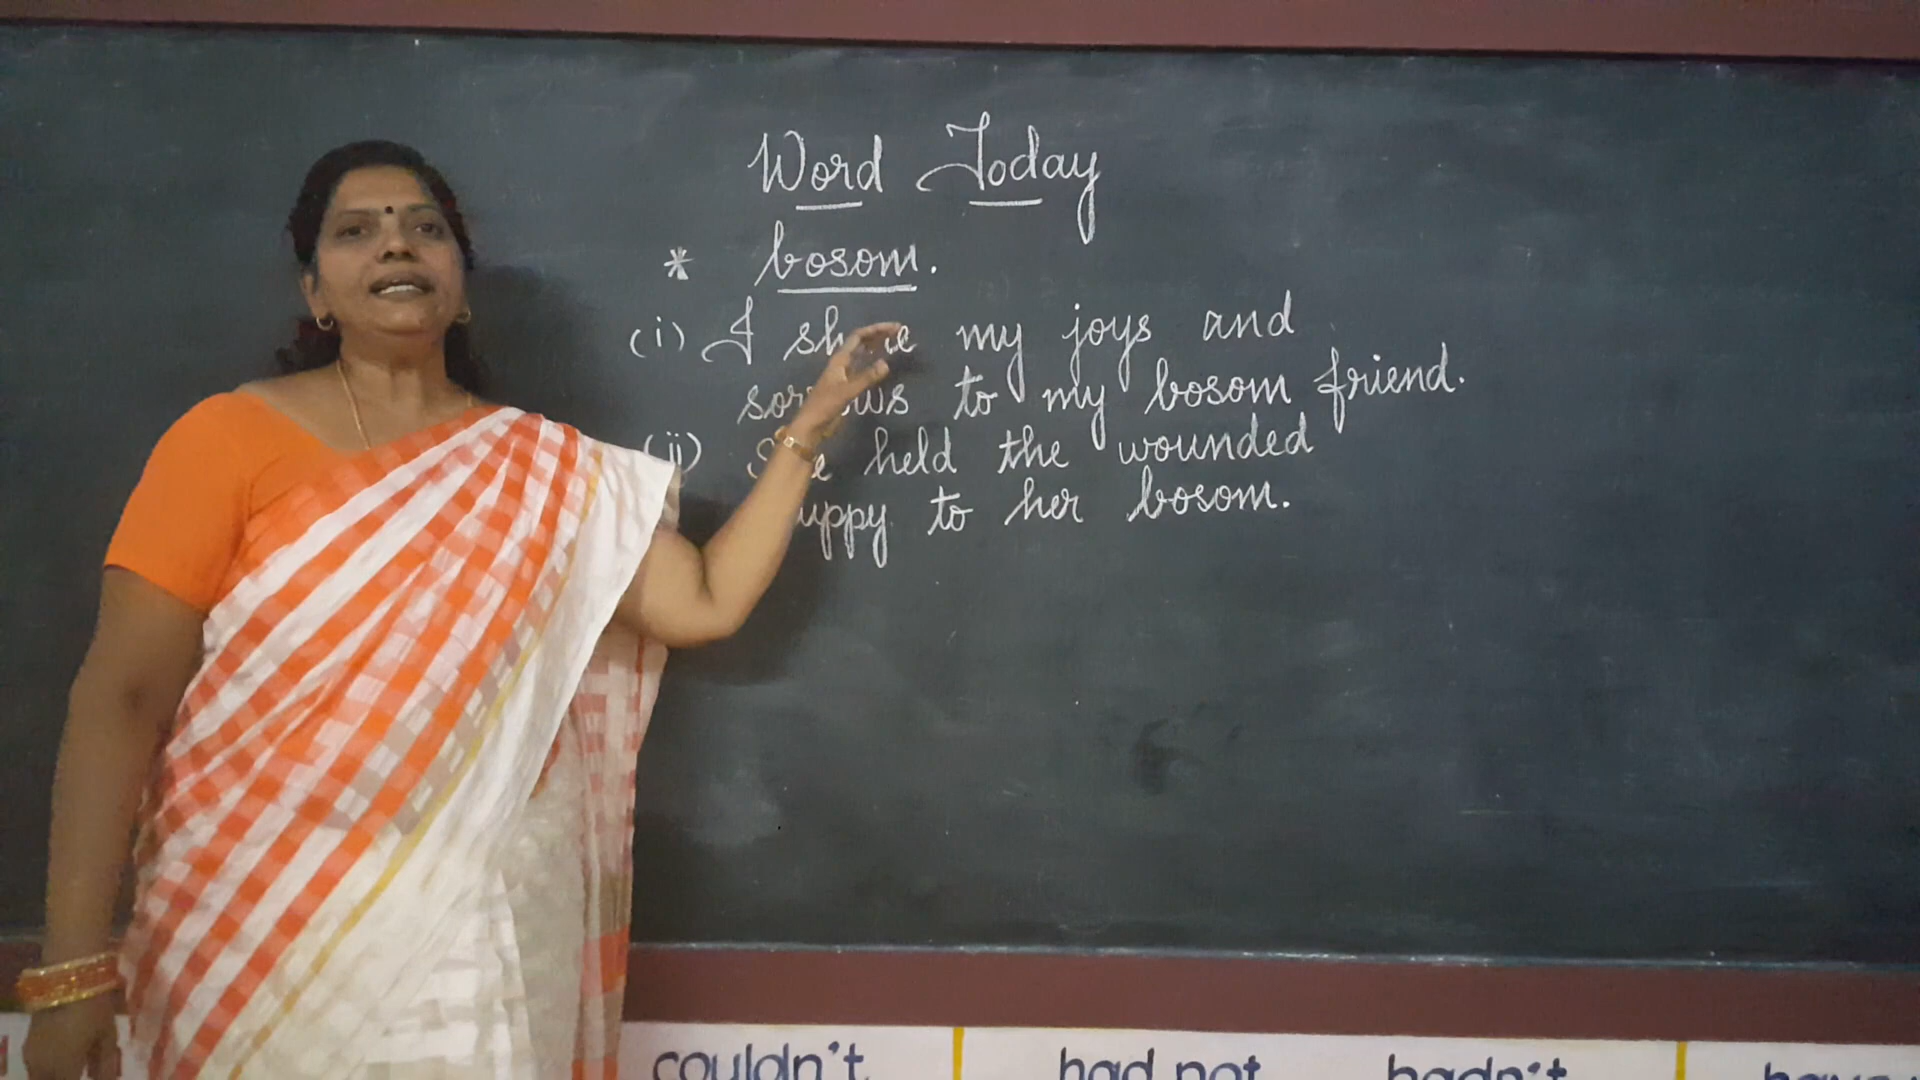 Word Today
* bosom.
(i) I share my joys and
sorrows to my bosom friend.
(ii) She held the wounded
uppy to her bosom.
couldn't had not hadn't